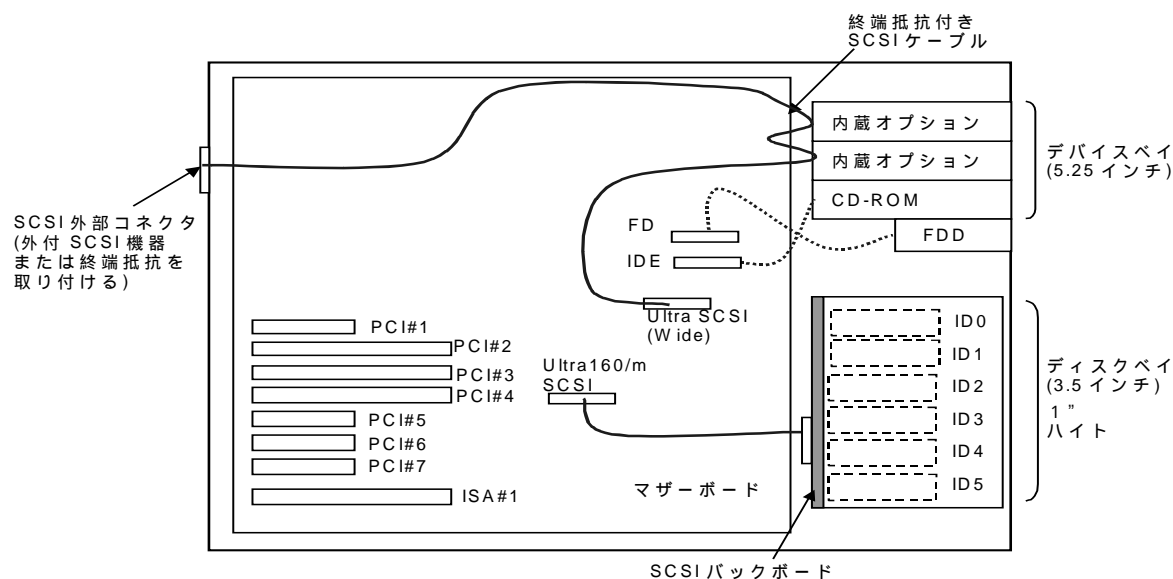 終端抵抗付き
SCSIケーブル
内蔵オプション
内蔵オプション
CD-ROM
FDD
デバイスベイ
(5.25インチ)
SCSI外部コネクタ
(外付SCSI機器
または終端抵抗を
取り付ける)
FD
IDE
Ultra SCSI
(Wide)
Ultra160/m
SCSI
PCI#1
PCI#2
PCI#3
PCI#4
PCI#5
PCI#6
PCI#7
ISA#1
マザーボード
ID0
ID1
ID2
ID3
ID4
ID5
ディスクベイ
(3.5インチ)
1”
ハイト
SCSIバックボード